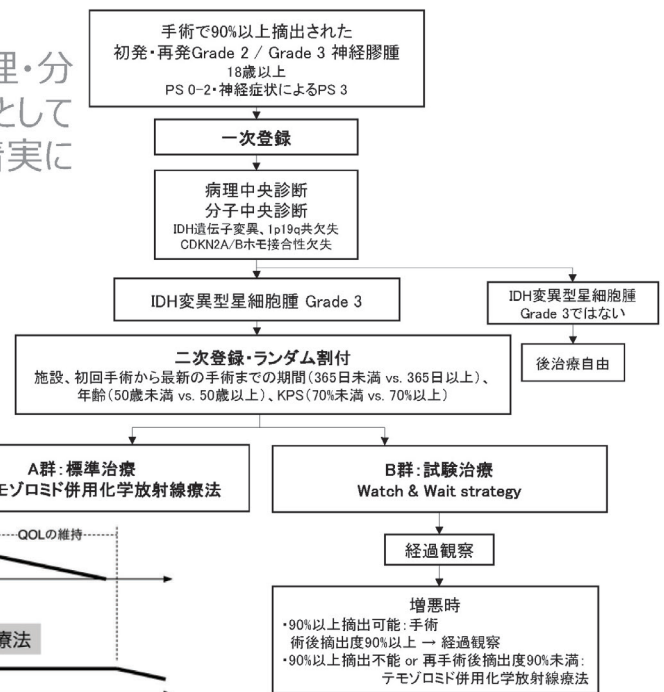 手術で90%以上摘出された
初発・再発Grade 2 / Grade 3 神経膠腫
18歳以上
PS 0-2・神経症状によるPS 3
理・分
として
着実に
一次登録
病理中央診断
分子中央診断
IDH遺伝子変異、1p19q共欠失
CDKN2A/Bホモ接合性欠失
IDH変異型星細胞腫 Grade 3
IDH変異型星細胞腫
Grade 3ではない
後治療自由
二次登録・ランダム割付
施設、初回手術から最新の手術までの期間(365日未満 vs. 365日以上)、
年齢(50歳未満 vs. 50歳以上)、KPS(70%未満 vs. 70%以上)
A群:標準治療
モゾロミド併用化学放射線療法
B群:試験治療
Watch & Wait strategy
QOLの維持
経過観察
療法
増悪時
・90%以上摘出可能:手術
術後摘出度90%以上 → 経過観察
・90%以上摘出不能 or 再手術後摘出度90%未満:
テモゾロミド併用化学放射線療法